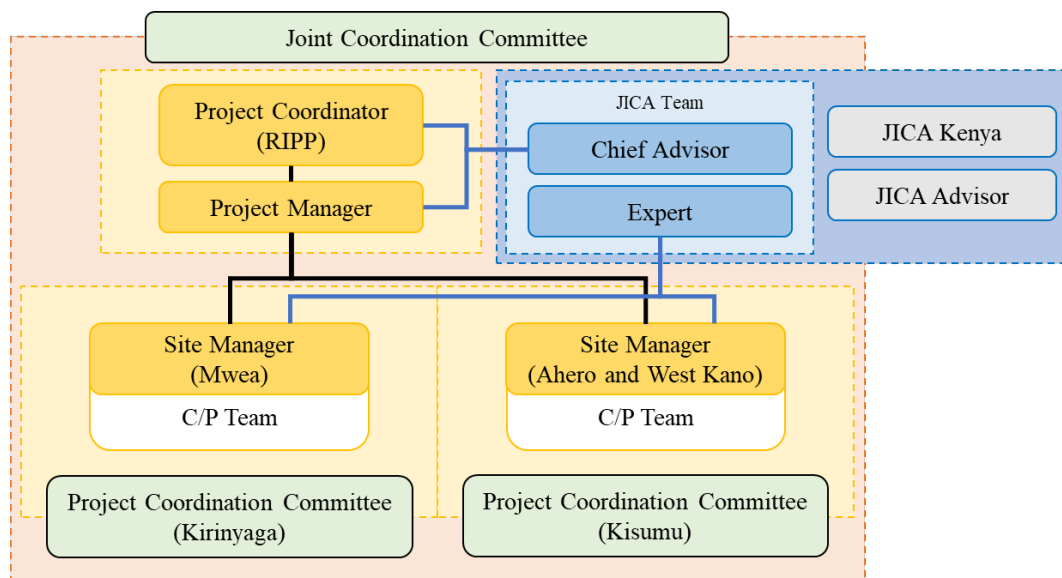 Joint Coordination Committee
Project Coordinator
(RIPP)
Project Manager
JICA Team
Chief Advisor
Expert
JICA Kenya
JICA Advisor
Site Manager
(Mwea)
C/P Team
Site Manager
(Ahero and West Kano)
C/P Team
Project Coordination Committee
(Kirinyaga)
Project Coordination Committee
(Kisumu)